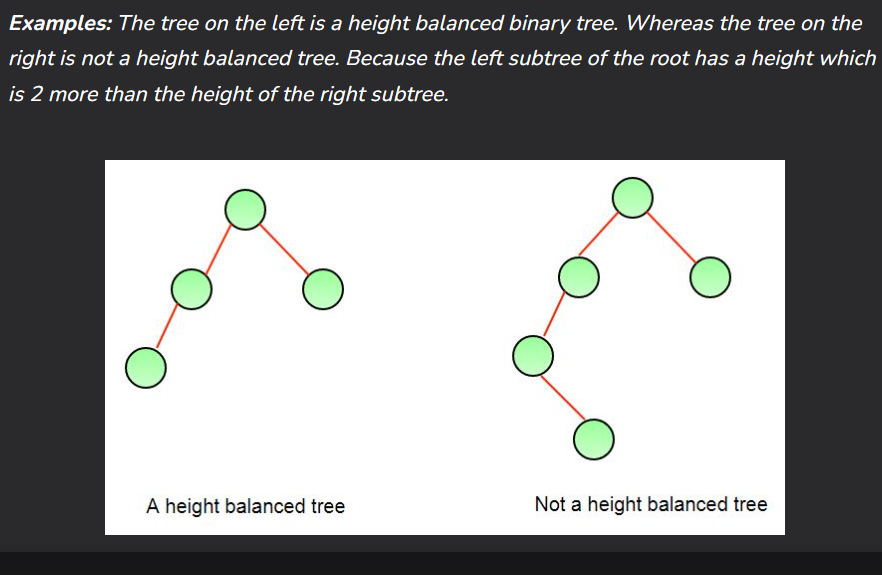 Examples: The tree on the left is a height balanced binary tree. Whereas the tree on the
right is not a height balanced tree. Because the left subtree of the root has a height which
is 2 more than the height of the right subtree.
A height balanced tree
Not a height balanced tree